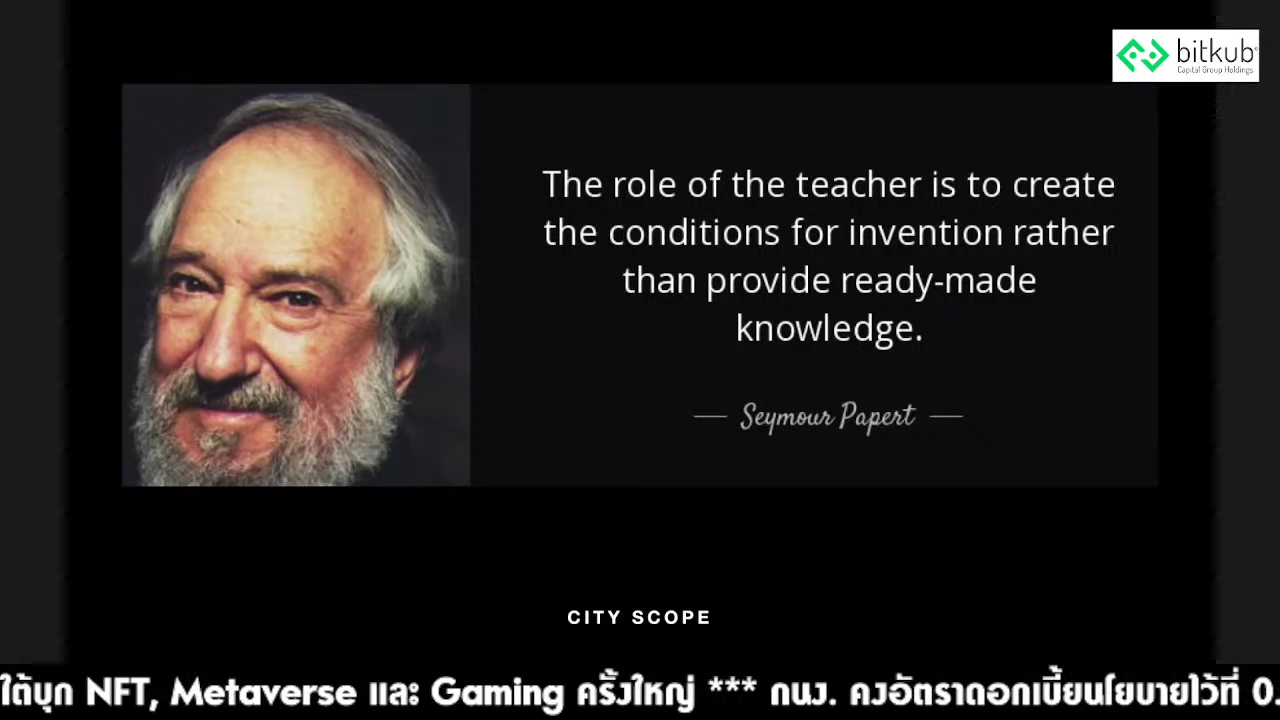 bitkub
Capital Group Holdings
The role of the teacher is to create
the conditions for invention rather
than provide ready-made
knowledge.
Seymour Papert
CITY SCOPE
ใต้บุก NFT, Metaverse และ Gaming ครั้งใหญ่ *** กนง. คงอัตราดอกเบี้ยนโยบายไว้ที่ 0.